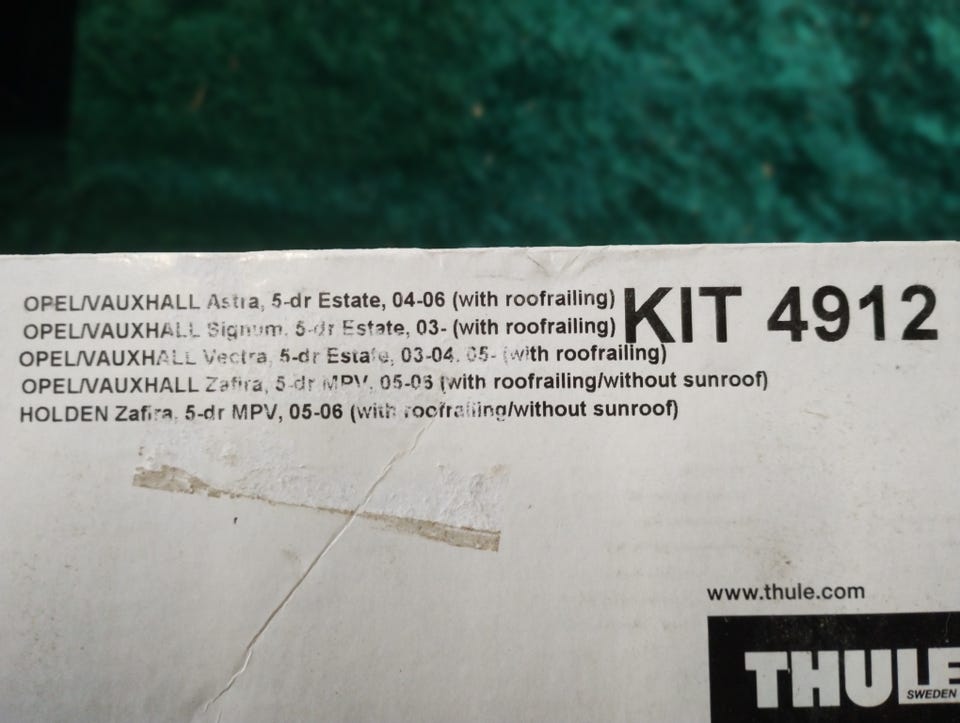 OPEL/VAUXHALL Astra, 5-dr Estate, 04-06 (with roofrailing)
KIT 4912
OPEL/VAUXHALL Signum, 5-dr Estate, 03- (with roofrailing)
OPEL/VAUXHALL Vectra, 5-dr Estate, 03-04, 05- (with roofrailing)
OPEL/VAUXHALL Zafira, 5-dr MPV, 05-06 (with roofrailing/without sunroof)
HOLDEN Zafira, 5-dr MPV, 05-06 (with roofrailing/without sunroof)
www.thule.com
THULE
SWEDEN